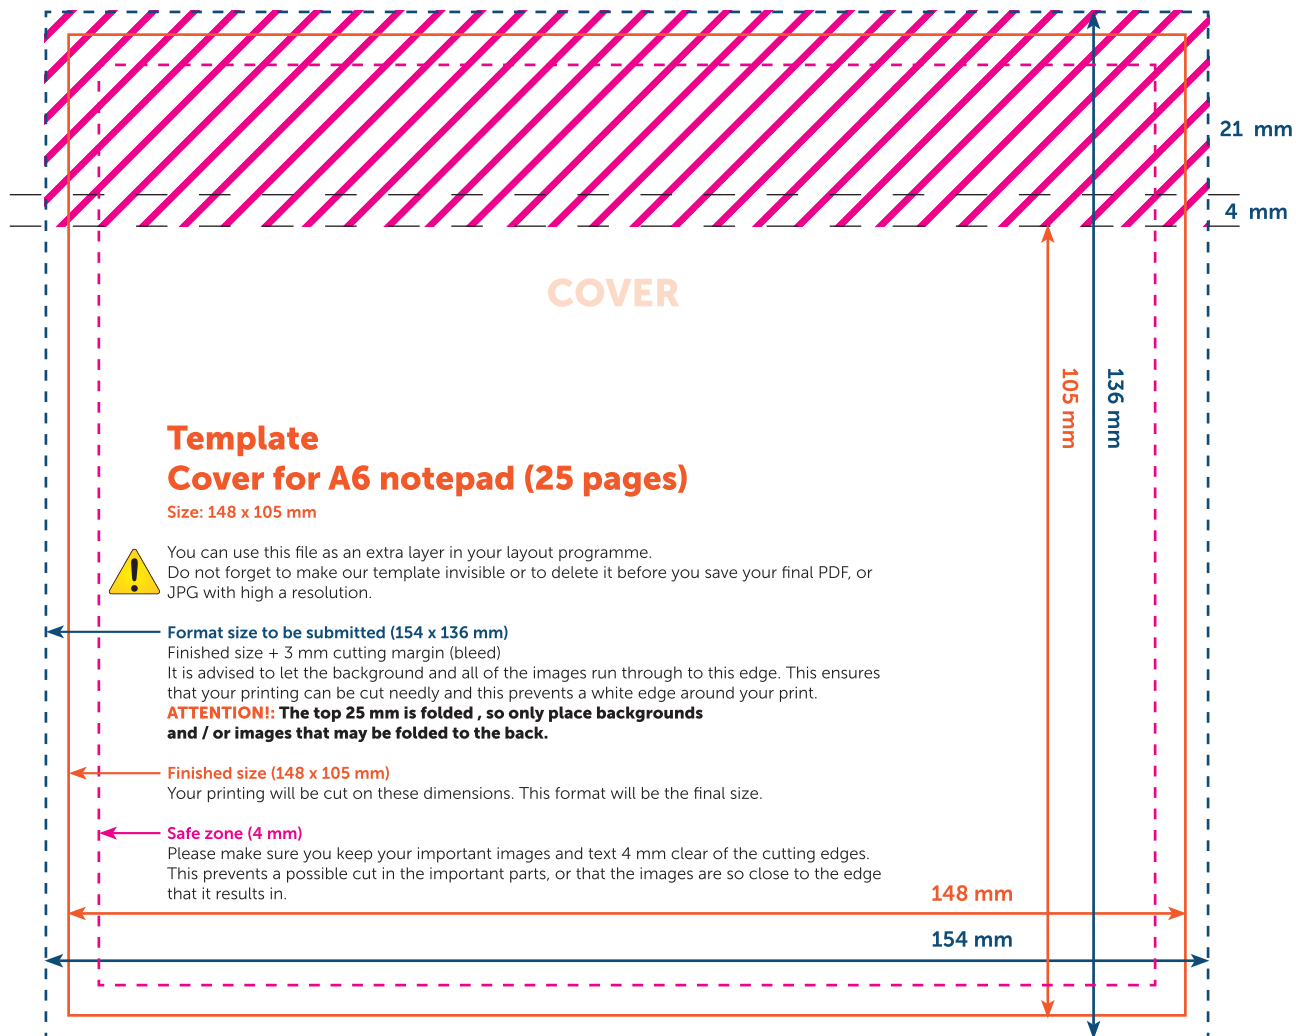 21 mm
4 mm
COVER
105 mm
136 mm
Template
Cover for A6 notepad (25 pages)
Size: 148 x 105 mm
You can use this file as an extra layer in your layout programme.
Do not forget to make our template invisible or to delete it before you save your final PDF, or
JPG with high a resolution.
Format size to be submitted (154 x 136 mm)
Finished size + 3 mm cutting margin (bleed)
It is advised to let the background and all of the images run through to this edge. This ensures
that your printing can be cut needly and this prevents a white edge around your print.
ATTENTION!: The top 25 mm is folded , so only place backgrounds
and / or images that may be folded to the back.
Finished size (148 x 105 mm)
Your printing will be cut on these dimensions. This format will be the final size.
Safe zone (4 mm)
Please make sure you keep your important images and text 4 mm clear of the cutting edges.
This prevents a possible cut in the important parts, or that the images are so close to the edge
that it results in.
148 mm
154 mm